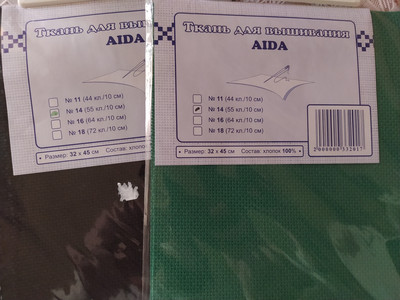 Ткань для выш
AIDA
№ 11 (44 кл./10 см)
№ 14 (55 кл./10 см)
№ 16 (64 кл./10 см)
№ 18 (72 кл./10 см)
• Размер: 32 х 45 см Состав: хлопок
Ткань для вышивания
AIDA
№ 11 (44 кл./10 см)
№ 14 (55 кл./10 см)
№ 16 (64 кл./10 см)
№ 18 (72 кл./10 см)
• Размер: 32 х 45 см Состав: хлопок 100% •